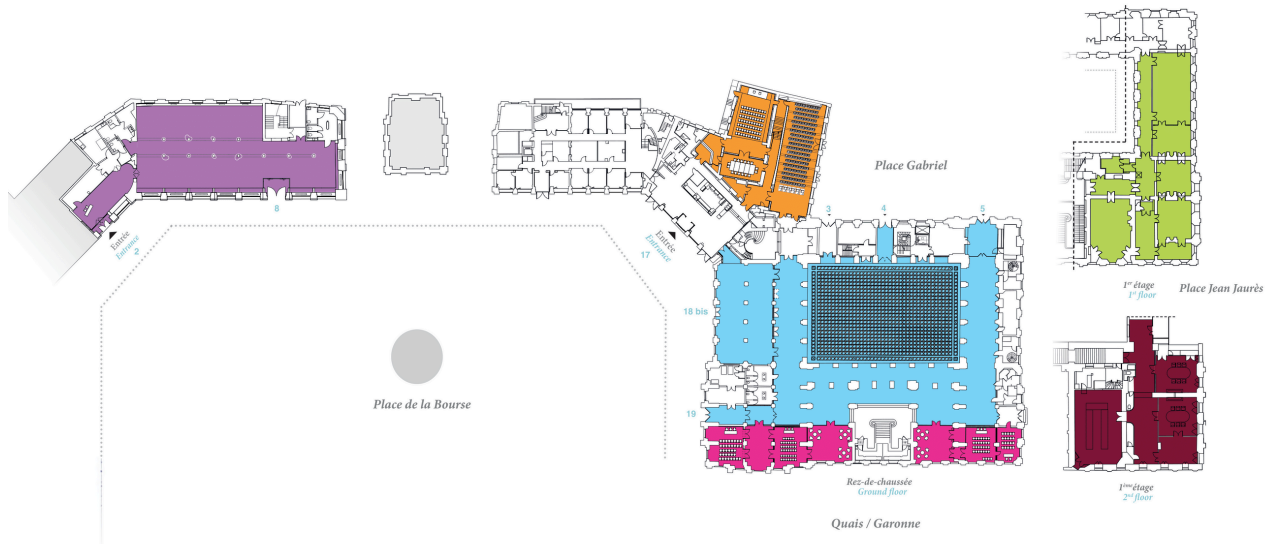 Place Gabriel
8
3
4
5
Entrée
Entrance
2
Entrée
Entrance
17
1er étage
1st floor
Place Jean Jaurès
18 bis
Place de la Bourse
19
Rez-de-chaussée
Ground floor
1ème étage
2nd floor
Quais / Garonne